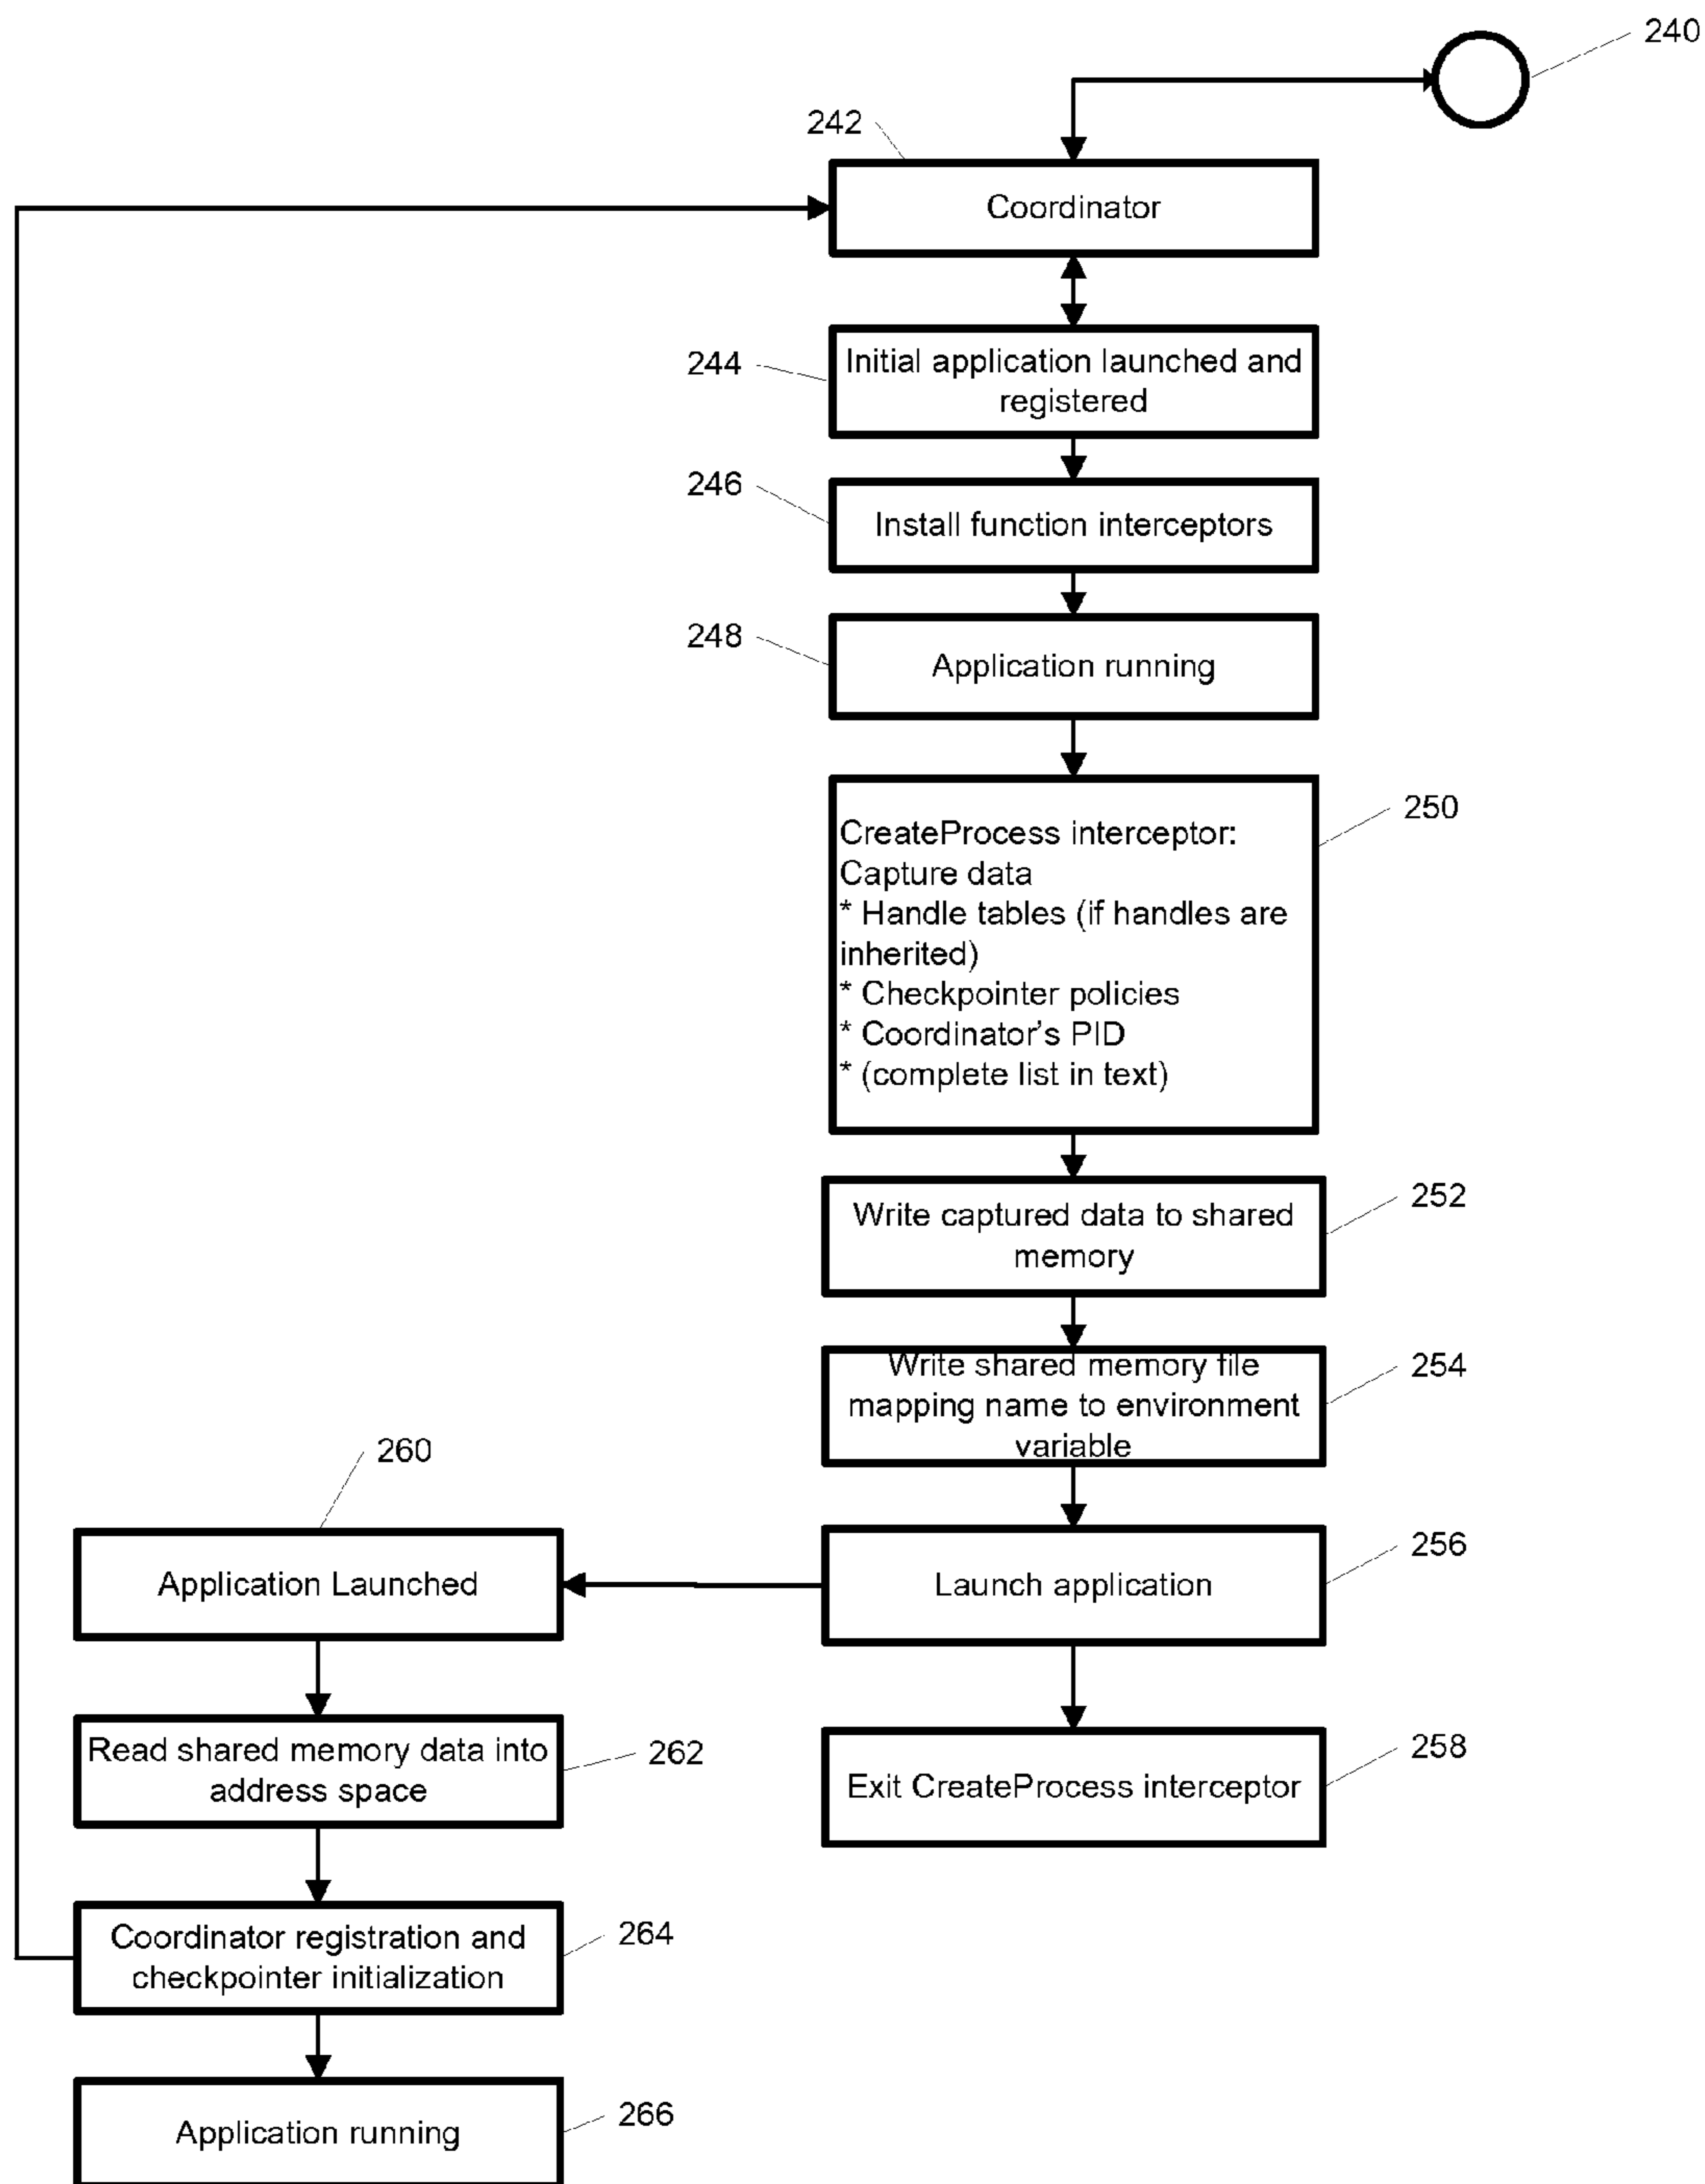 240
242
Coordinator
244
Initial application launched and
registered
246
Install function interceptors
248
Application running
250
CreateProcess interceptor:
Capture data
* Handle tables (if handles are
inherited)
* Checkpointer policies
* Coordinator's PID
* (complete list in text)
252
Write captured data to shared
memory
254
Write shared memory file
mapping name to environment
variable
260
256
Application Launched
Launch application
262
Read shared memory data into
address space
258
Exit CreateProcess interceptor
264
Coordinator registration and
checkpointer initialization
266
Application running